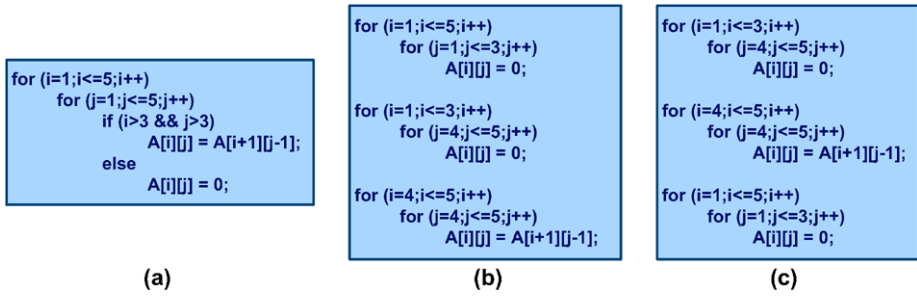 for (i=1;i<=5;i++)
for (j=1;j<=5;j++)
if (i>3 && j>3)
A[i][j] = A[i+1][j-1];
else
A[i][j] = 0;
(a)
for (i=1;i<=5;i++)
for (j=1;j<=3;j++)
A[i][j] = 0;
for (i=1;i<=3;i++)
for (j=4;j<=5;j++)
A[i][j] = 0;
for (i=4;i<=5;i++)
for (j=4;j<=5;j++)
A[i][j] = A[i+1][j-1];
(b)
for (i=1;i<=3;i++)
for (j=4;j<=5;j++)
A[i][j] = 0;
for (i=4;i<=5;i++)
for (j=4;j<=5;j++)
A[i][j] = A[i+1][j-1];
for (i=1;i<=5;i++)
for (j=1;j<=3;j++)
A[i][j] = 0;
(c)